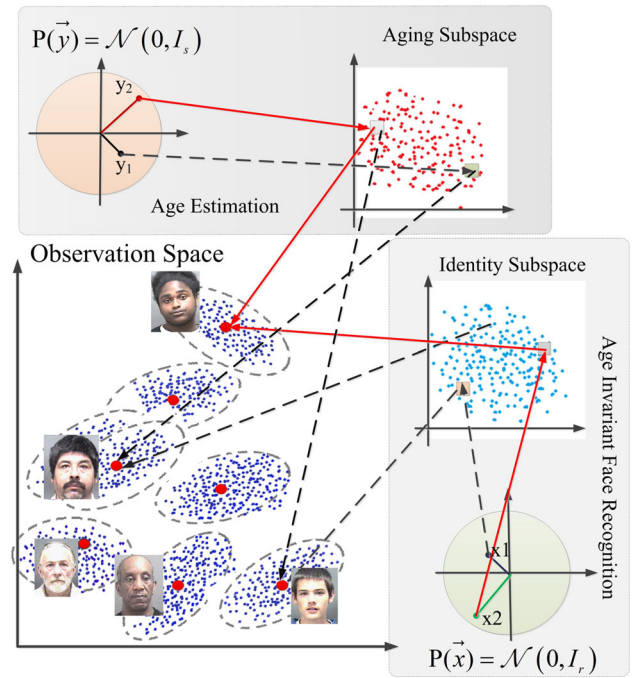 P(y⃗) = 𝒩(0, I_s)
Aging Subspace
y₂
y₁
Age Estimation
Observation Space
Identity Subspace
Age Invariant Face Recognition
x1
x2
P(x⃗) = 𝒩(0, I_r)